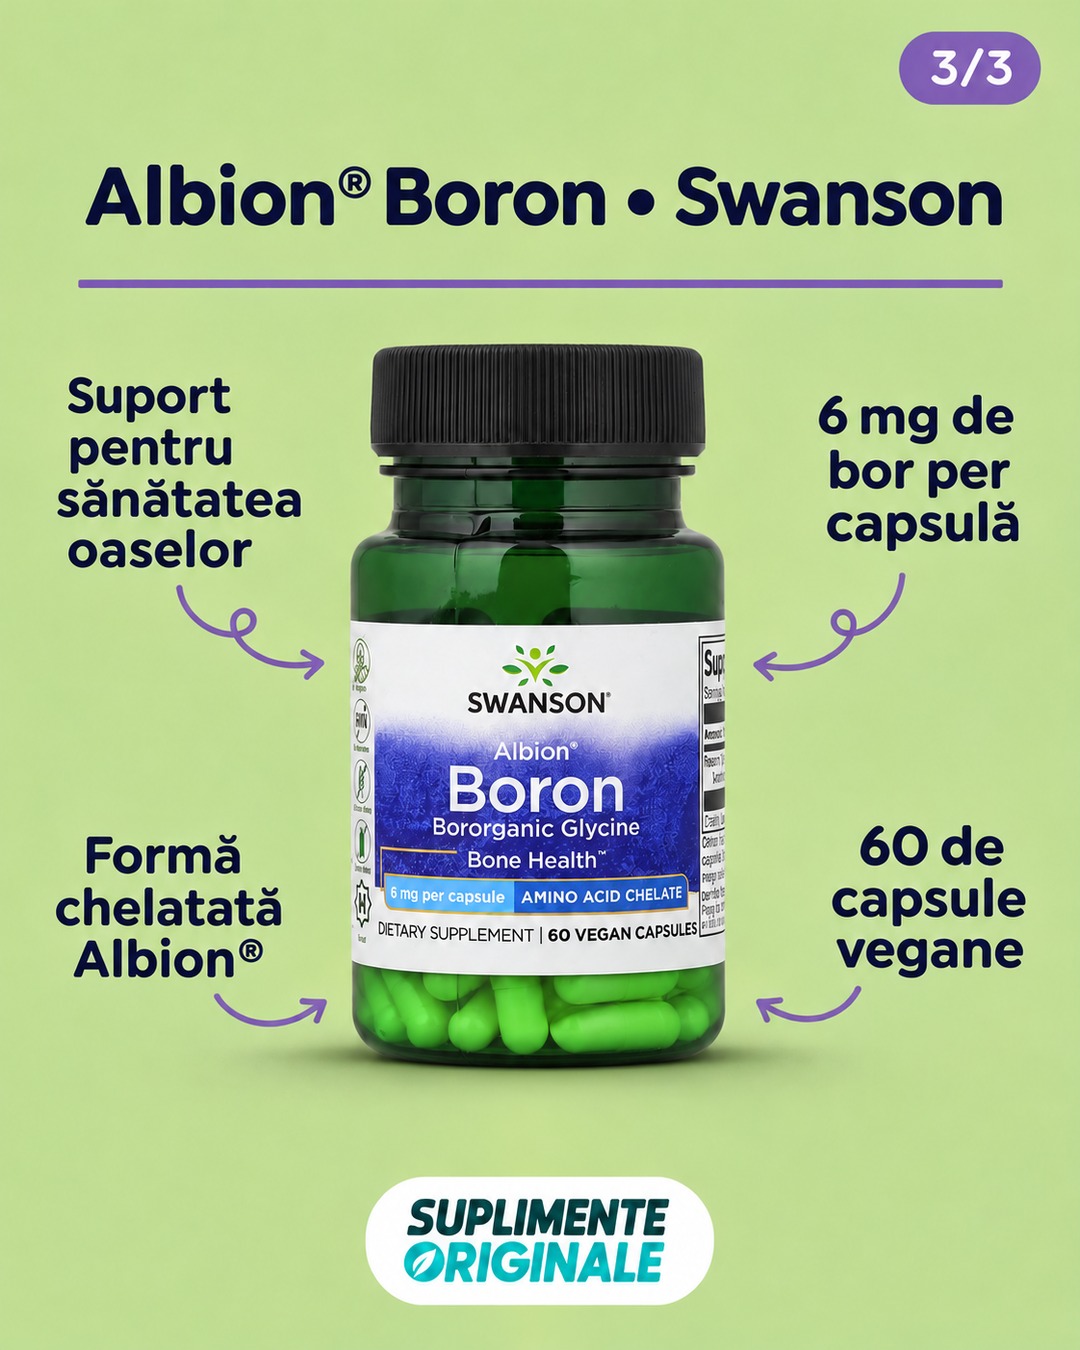 3/3
Albion® Boron • Swanson
Suport
pentru
sănătatea
oaselor
6 mg de
bor per
capsulă
SWANSON®
Albion®
Boron
Bororganic Glycine
Bone Health™
6 mg per capsule AMINO ACID CHELATE
DIETARY SUPPLEMENT | 60 VEGAN CAPSULES
Formă
chelatată
Albion®
60 de
capsule
vegane
SUPLIMENTE
ORIGINALE